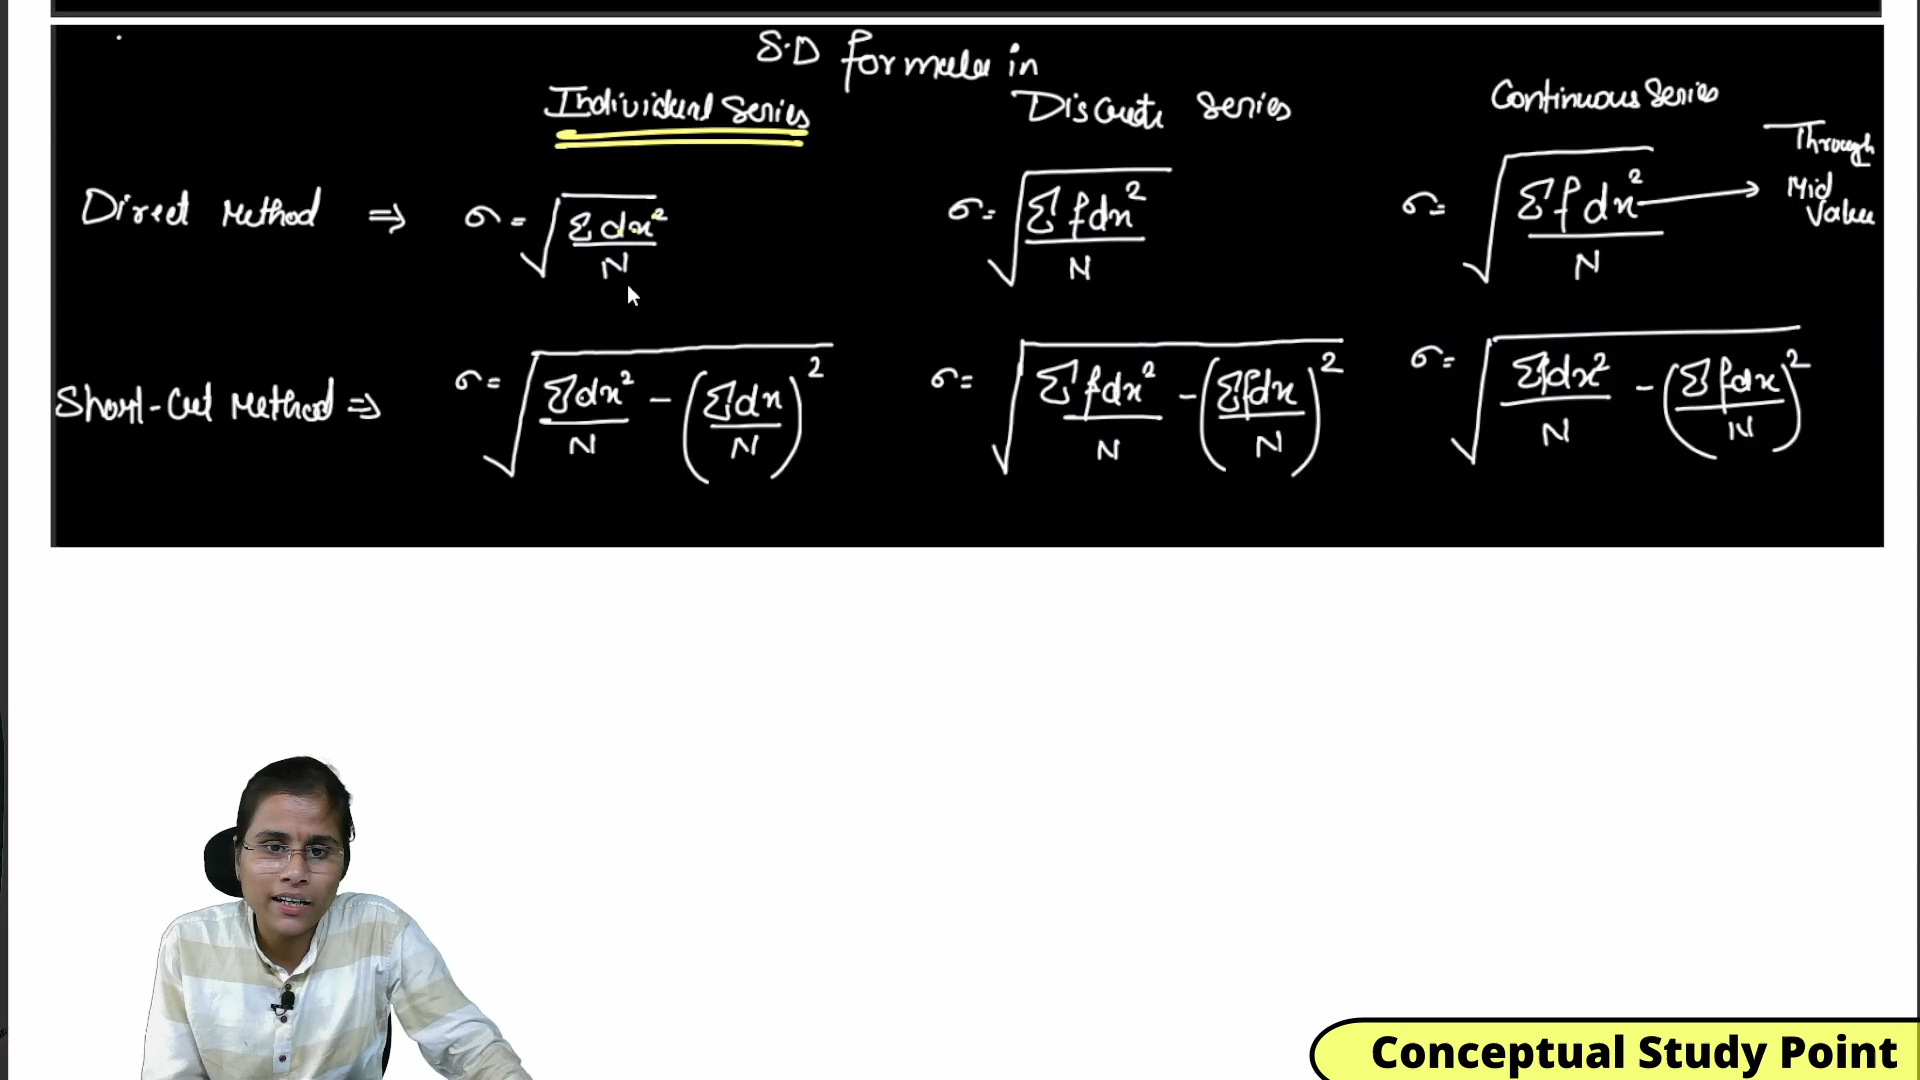 S.D formula in
Individual Series Discrete Series Continuous Series
Direct Method ⇒ σ = √(Σdx²/N) σ = √(Σfdx²/N) σ = √(Σfdx²/N) → Through Mid Value
Short-Cut Method ⇒ σ = √(Σdx²/N - (Σdx/N)²) σ = √(Σfdx²/N - (Σfdx/N)²) σ = √(Σfdx²/N - (Σfdx/N)²)
Conceptual Study Point